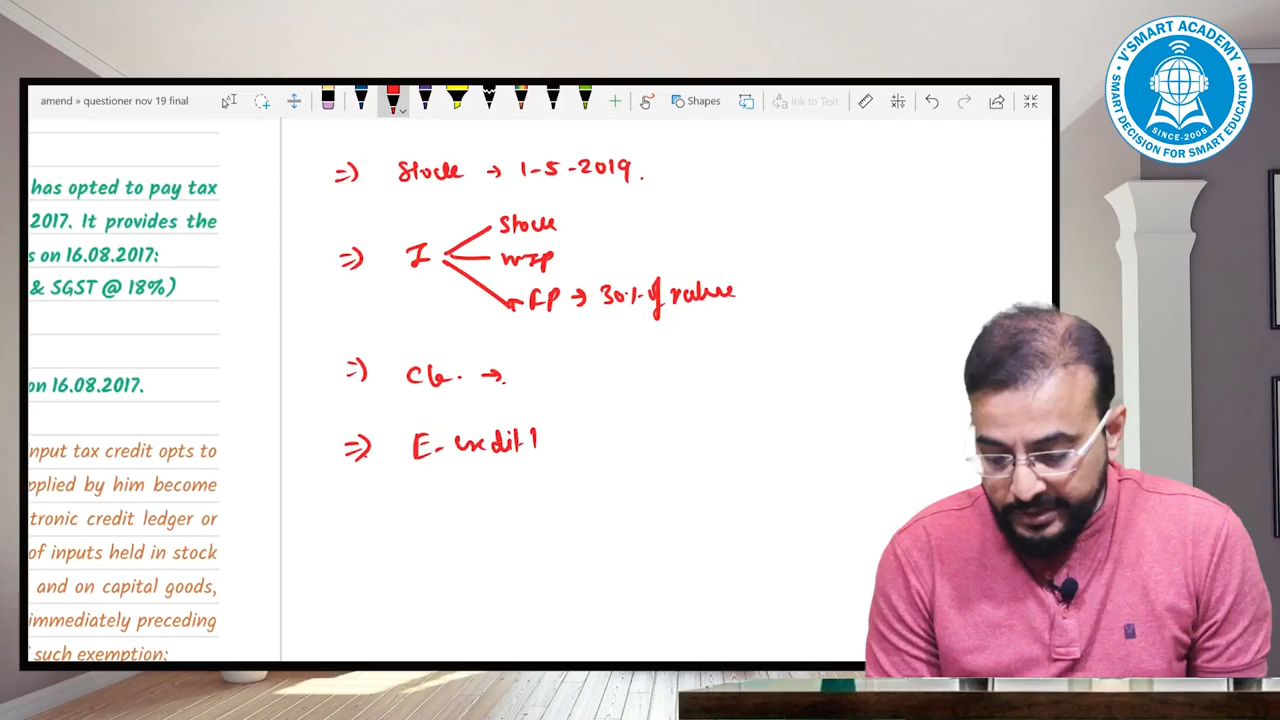 V'SMART ACADEMY
SMART DECISION FOR SMART EDUCATION
SINCE-2005
amend » questioner nov 19 final
Shapes
Ink to Text
has opted to pay tax
2017. It provides the
s on 16.08.2017:
& SGST @ 18%)
on 16.08.2017.
nput tax credit opts to
pplied by him become
tronic credit ledger or
of inputs held in stock
and on capital goods,
immediately preceding
such exemption:
=> Stock → 1-5-2019.
=> I
Stock
WIP
FP → 30% of value
=> CG. →
=> E-credit l